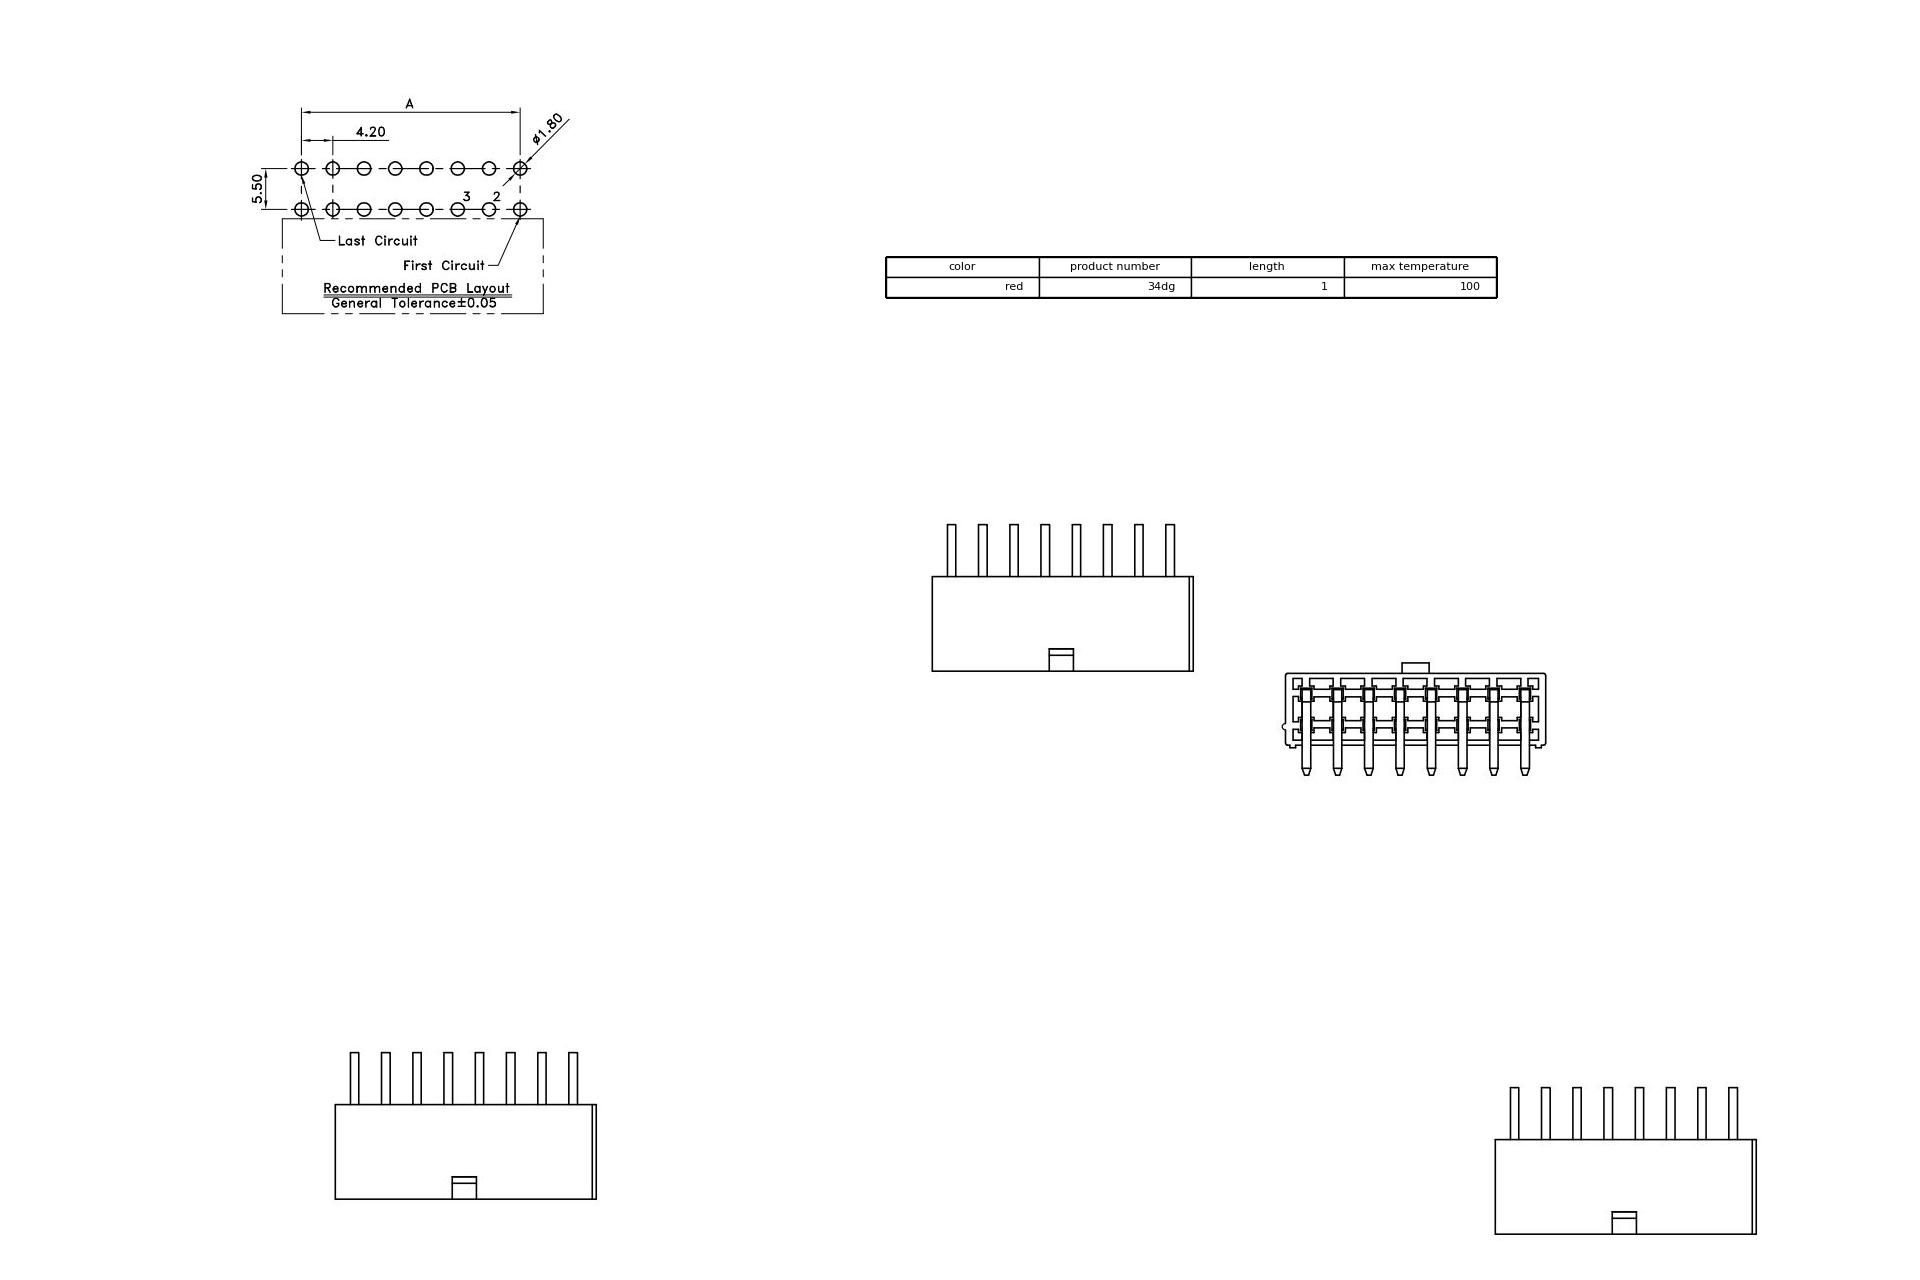 A
4.20
ø1.80
5.50
3 2
Last Circuit
First Circuit
Recommended PCB Layout
General Tolerance±0.05
color product number length max temperature
red 34dg 1 100